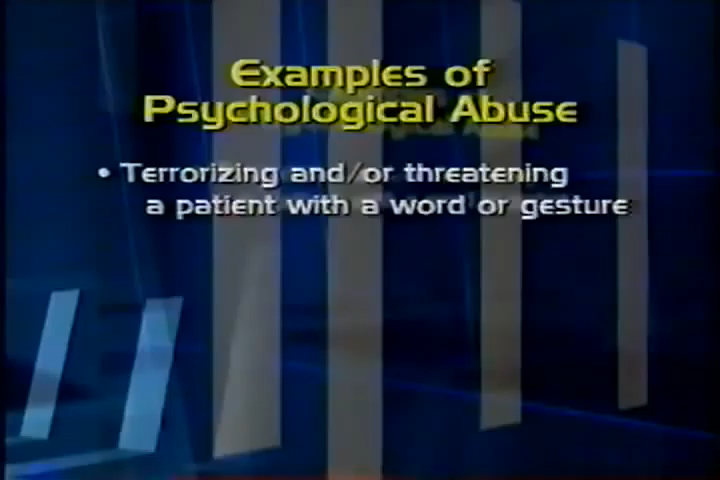 Examples of
Psychological Abuse
• Terrorizing and/or threatening
a patient with a word or gesture